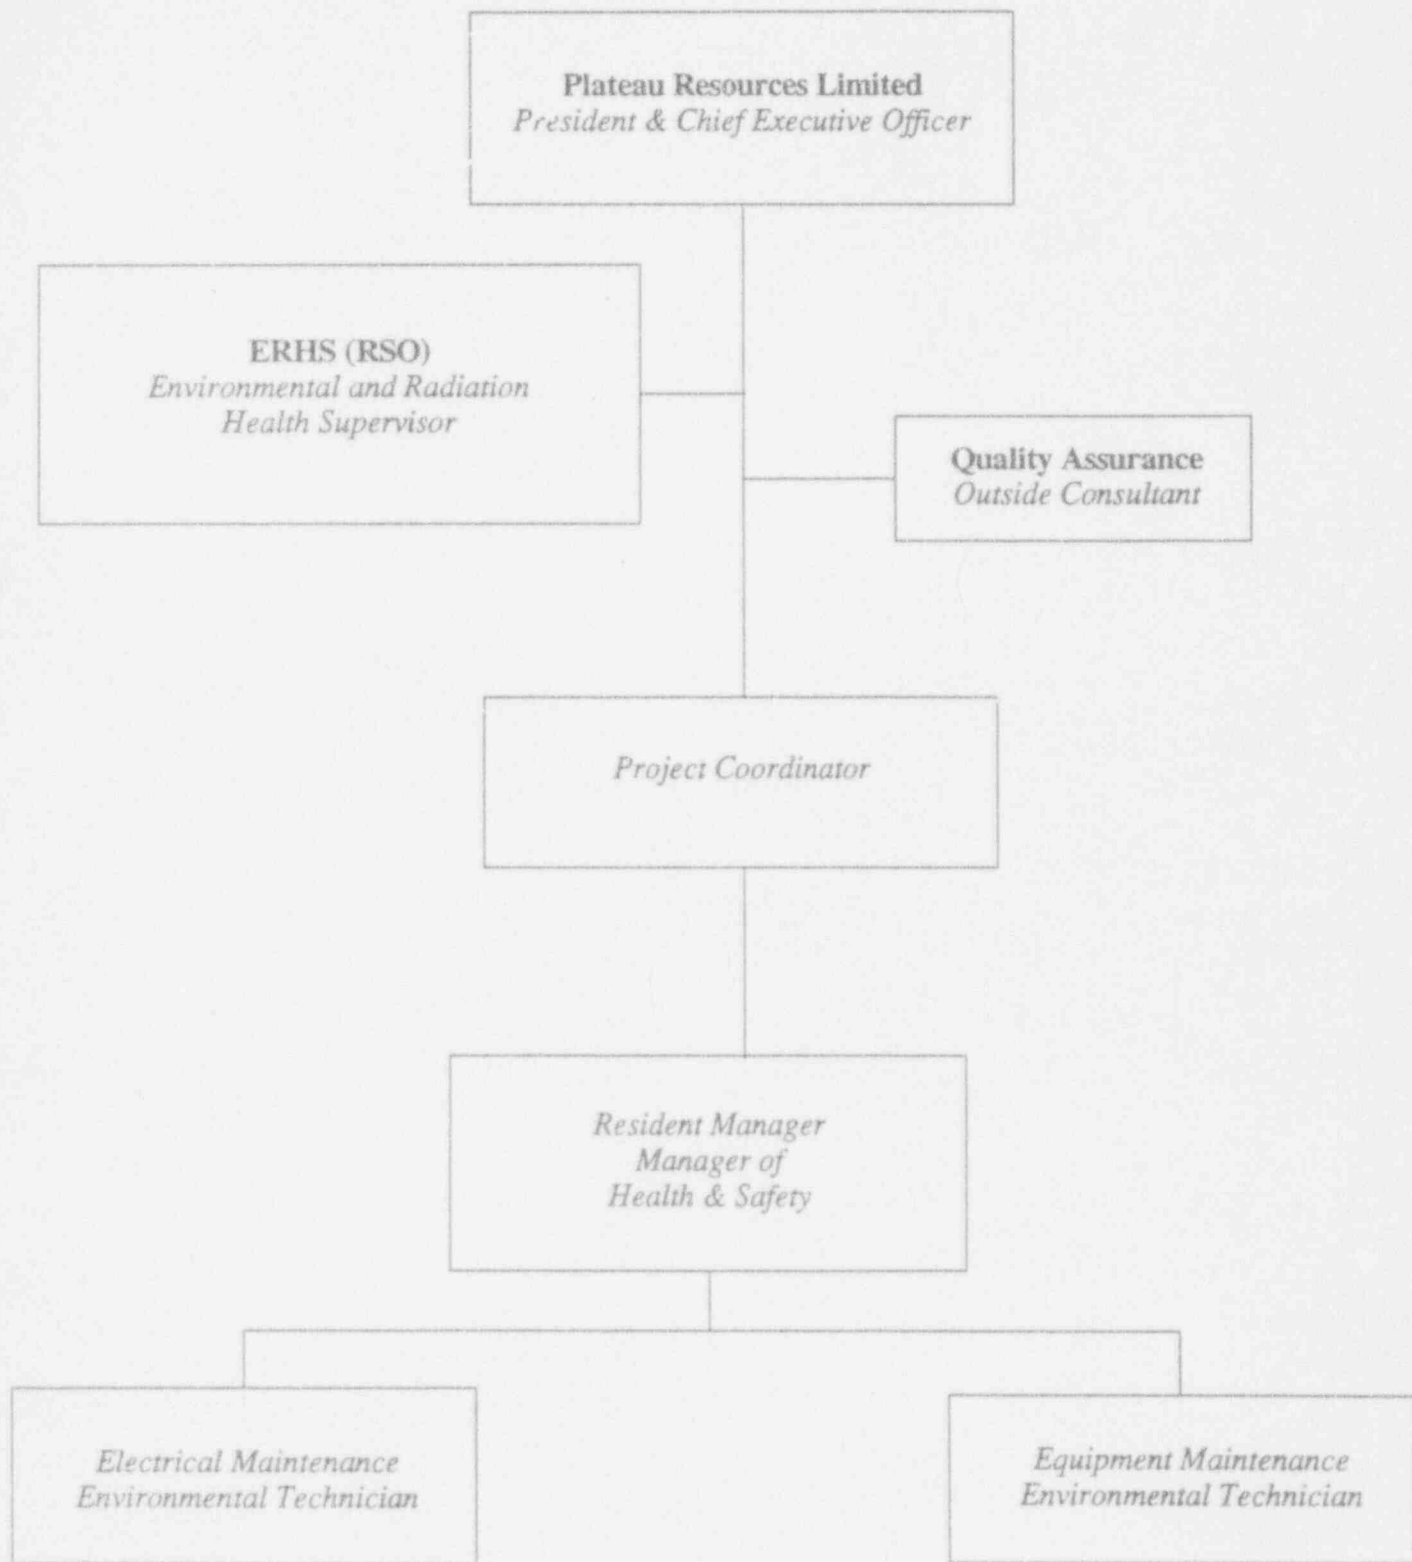 Plateau Resources Limited
President & Chief Executive Officer
ERHS (RSO)
Environmental and Radiation
Health Supervisor
Quality Assurance
Outside Consultant
Project Coordinator
Resident Manager
Manager of
Health & Safety
Electrical Maintenance
Environmental Technician
Equipment Maintenance
Environmental Technician